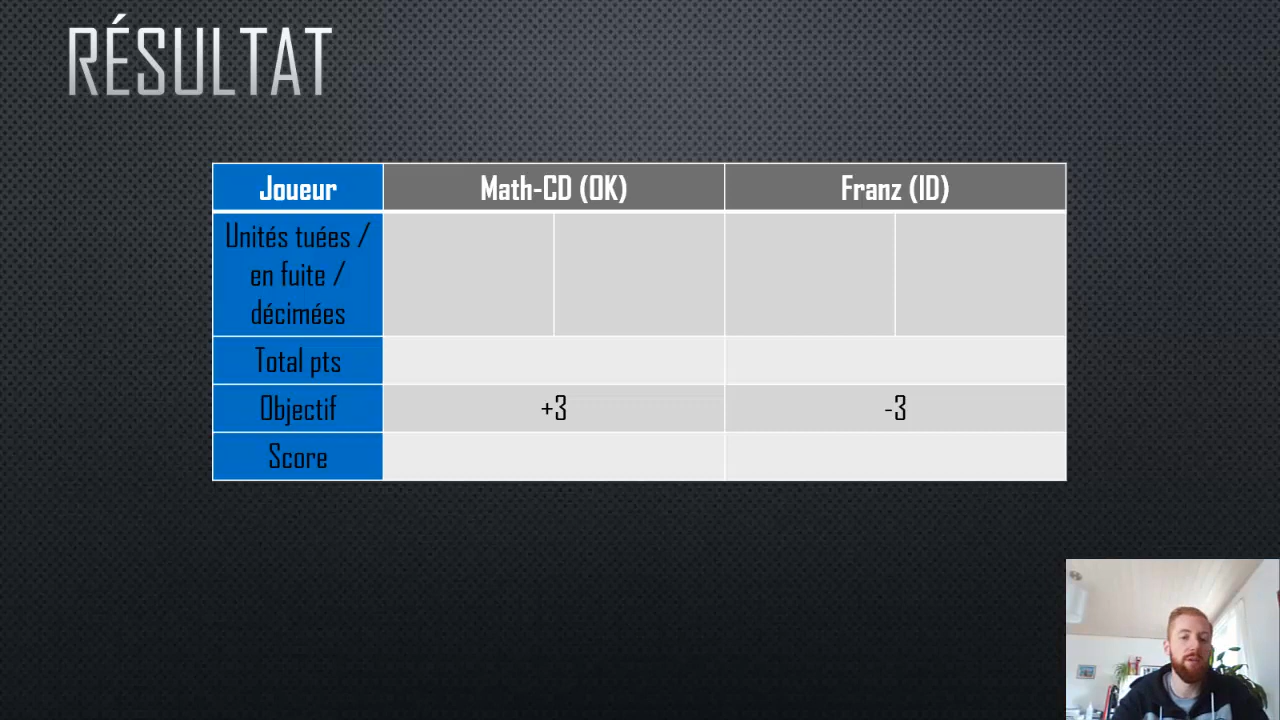 RÉSULTAT
Joueur Math-CD (OK) Franz (ID)
Unités tuées /
en fuite /
décimées
Total pts
Objectif +3 -3
Score